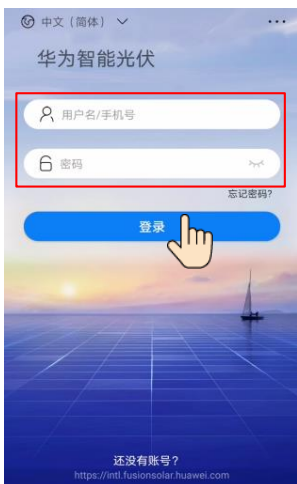 中文（简体）
华为智能光伏
用户名/手机号
密码
忘记密码?
登录
还没有账号？
https://intl.fusionsolar.huawei.com